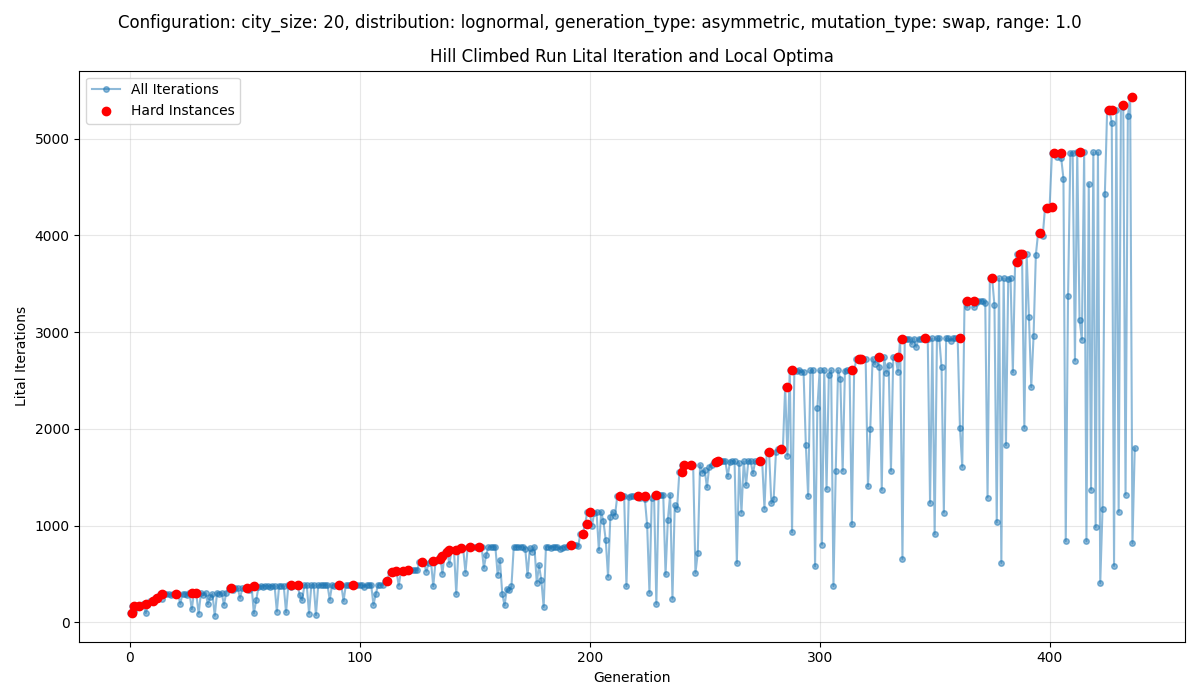 Configuration: city_size: 20, distribution: lognormal, generation_type: asymmetric, mutation_type: swap, range: 1.0
Hill Climbed Run Lital Iteration and Local Optima
All Iterations
Hard Instances
5000
4000
3000
2000
1000
0
Lital Iterations
0 100 200 300 400
Generation